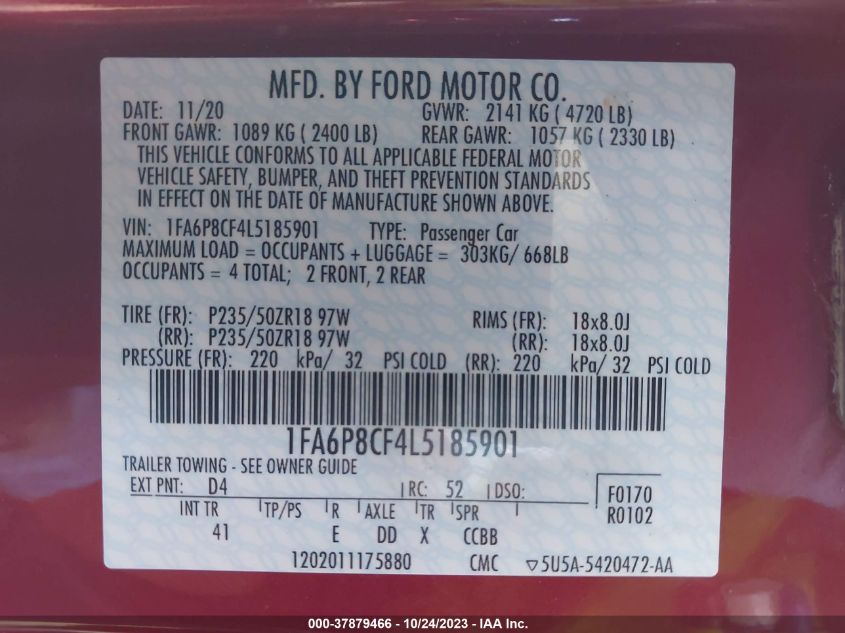 MFD. BY FORD MOTOR CO.
DATE: 11/20 GVWR: 2141 KG ( 4720 LB)
FRONT GAWR: 1089 KG ( 2400 LB) REAR GAWR: 1057 KG ( 2330 LB)
THIS VEHICLE CONFORMS TO ALL APPLICABLE FEDERAL MOTOR
VEHICLE SAFETY, BUMPER, AND THEFT PREVENTION STANDARDS
IN EFFECT ON THE DATE OF MANUFACTURE SHOWN ABOVE.
VIN: 1FA6P8CF4L5185901 TYPE: Passenger Car
MAXIMUM LOAD = OCCUPANTS + LUGGAGE = 303KG/ 668LB
OCCUPANTS = 4 TOTAL; 2 FRONT, 2 REAR
TIRE (FR): P235/50ZR18 97W RIMS (FR): 18x8.0J
(RR): P235/50ZR18 97W (RR): 18x8.0J
PRESSURE (FR): 220 kPa/ 32 PSI COLD (RR): 220 kPa/ 32 PSI COLD
1FA6P8CF4L5185901
TRAILER TOWING - SEE OWNER GUIDE
EXT PNT: D4 RC: 52 DSO: F0170
INT TR TP/PS R AXLE TR SPR R0102
41 E DD X CCBB
1202011175880 CMC ▽5U5A-5420472-AA
000-37879466 - 10/24/2023 - IAA Inc.